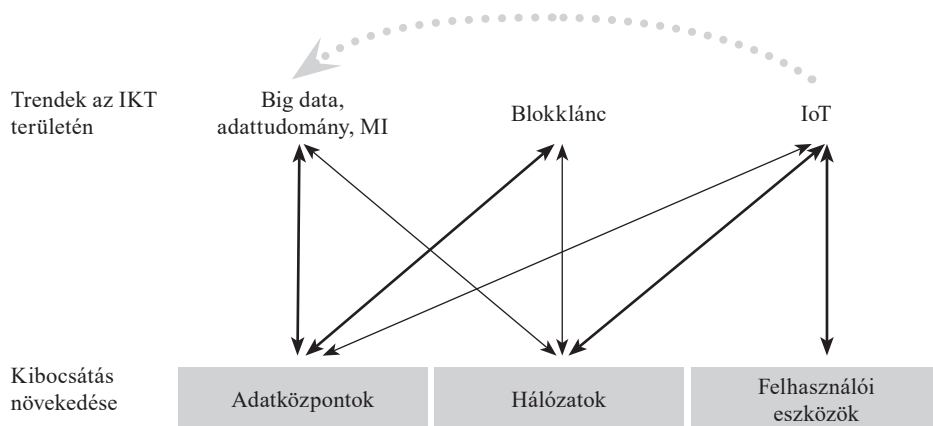 Trendek az IKT
területén
Big data,
adattudomány, MI
Blokklánc
IoT
Kibocsátás
növekedése
Adatközpontok
Hálózatok
Felhasználói
eszközök